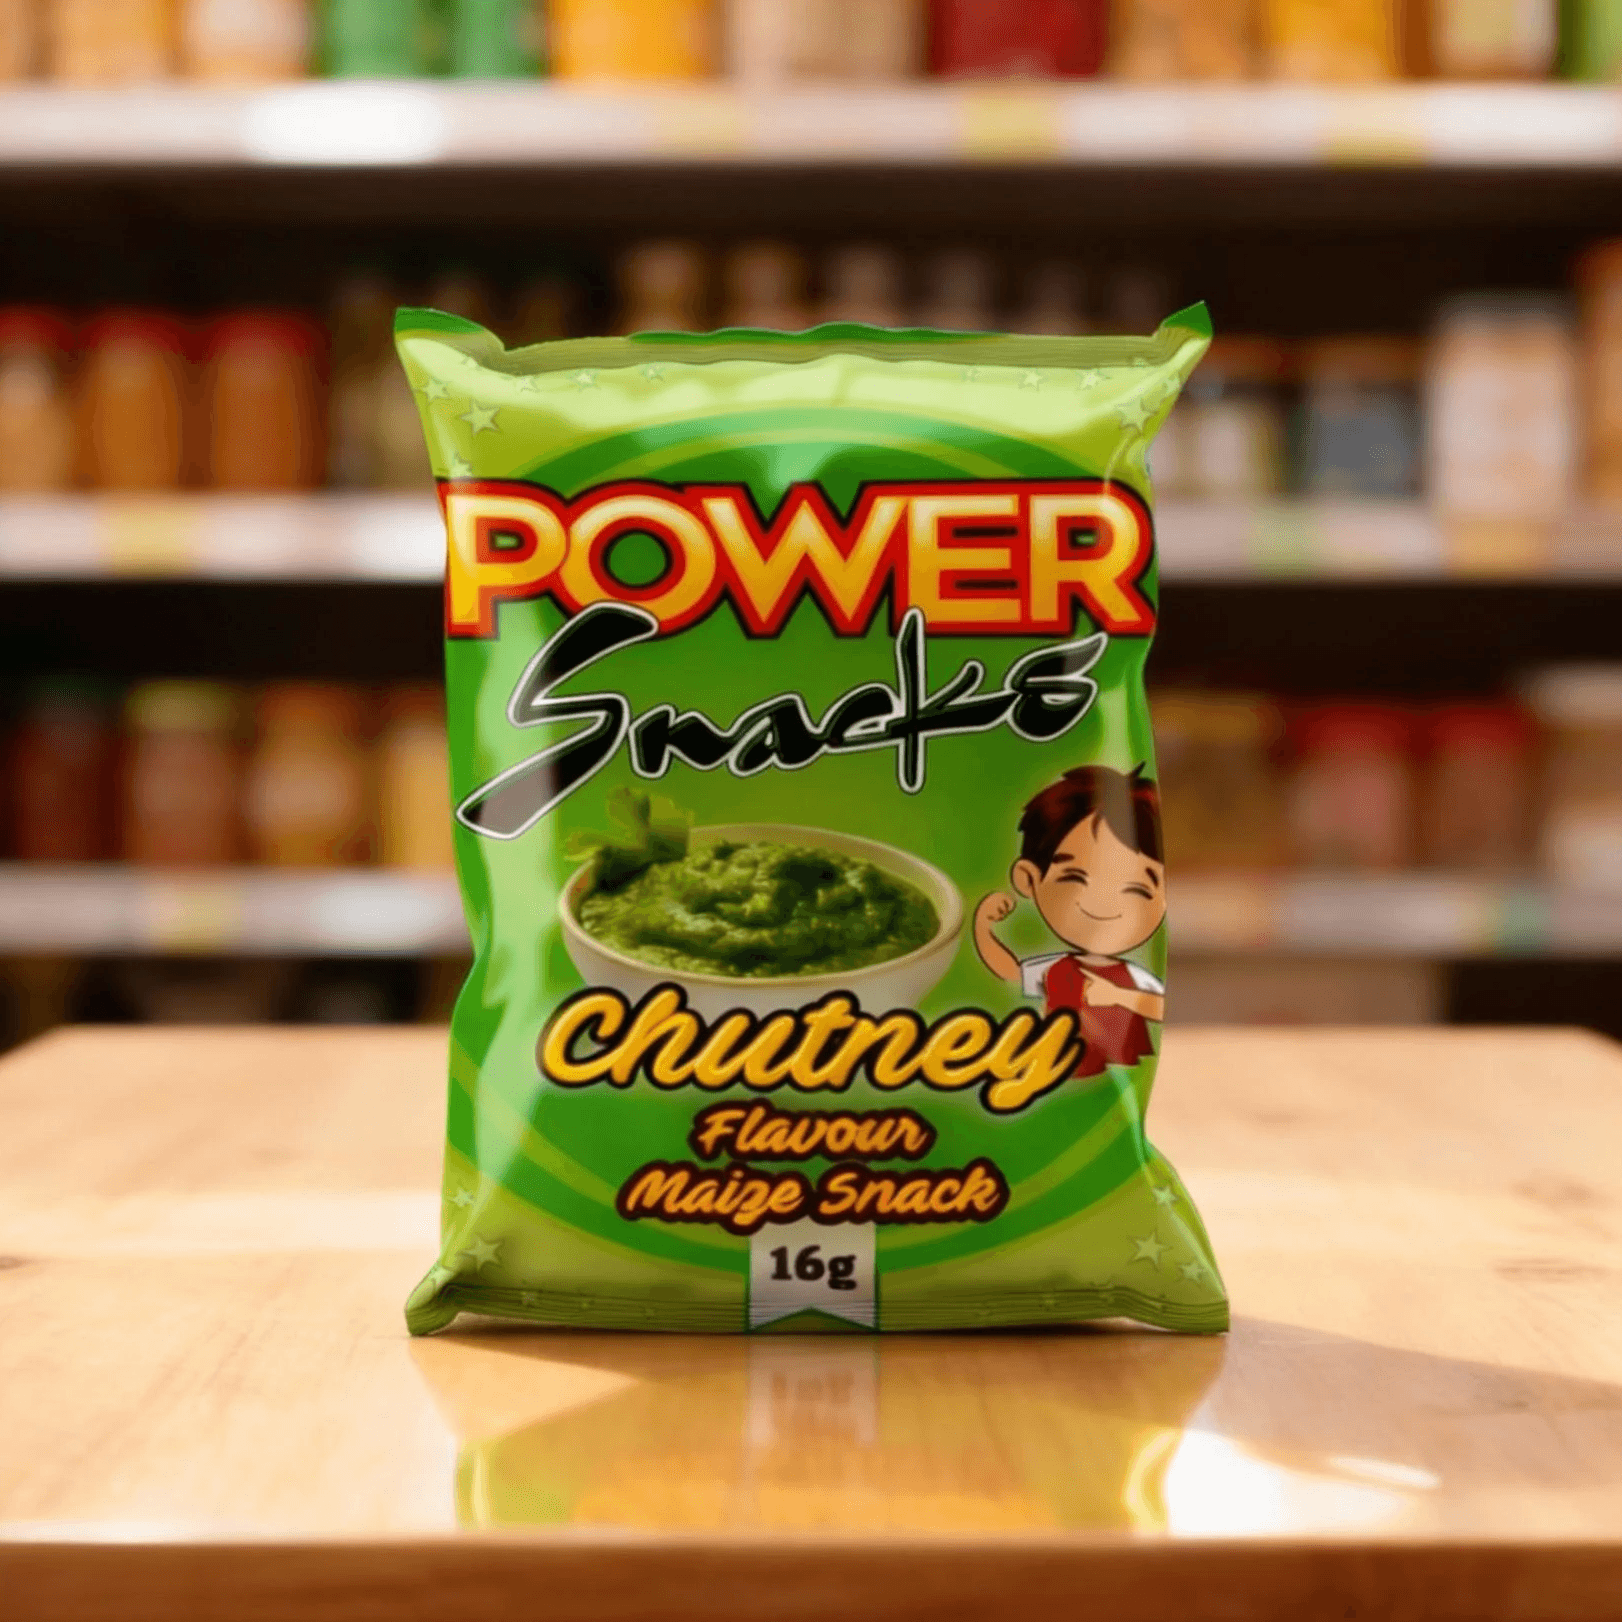 POWER
Snacks
Chutney
Flavour
Maize Snack
16g